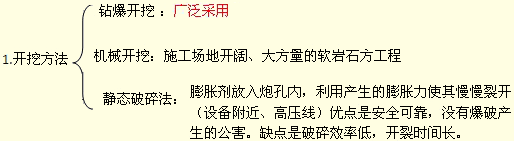 钻爆开挖：广泛采用
1.开挖方法
机械开挖：施工场地开阔、大方量的软岩石方工程
静态破碎法：
膨胀剂放入炮孔内，利用产生的膨胀力使其慢慢裂开
（设备附近、高压线）优点是安全可靠，没有爆破产
生的公害。缺点是破碎效率低，开裂时间长。